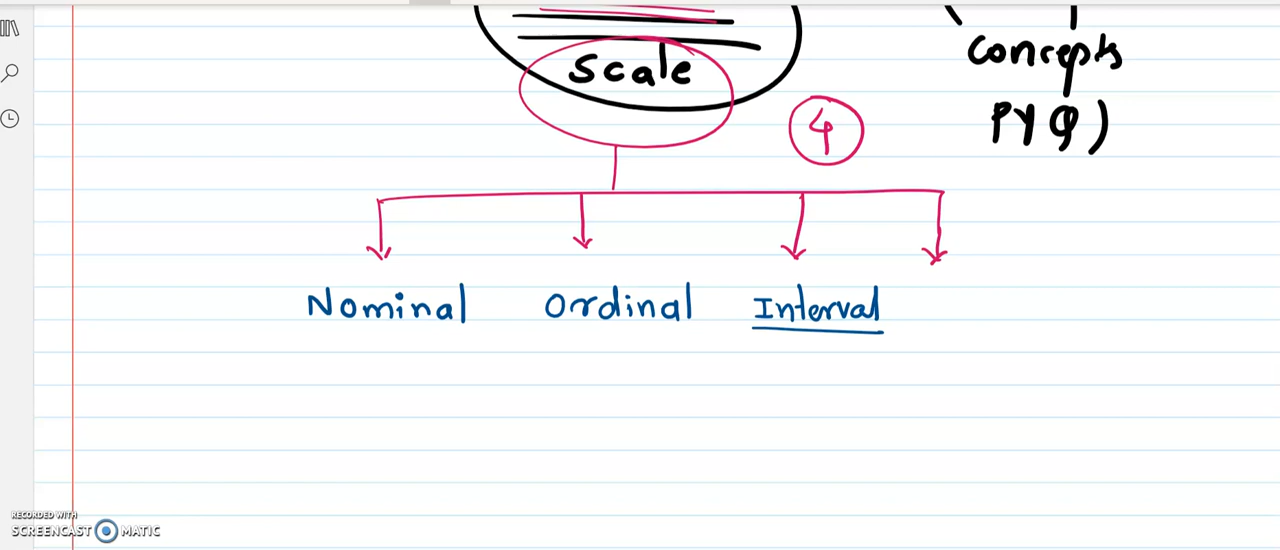 Scale
concepts
PYQ)
4
Nominal Ordinal Interval
RECORDED WITH
SCREENCAST MATIC